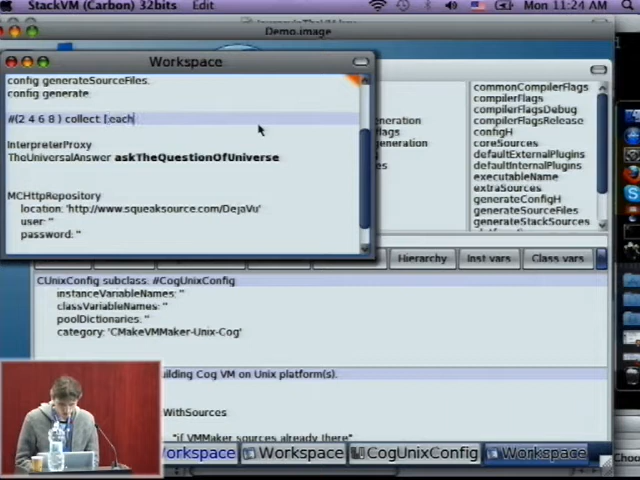 StackVM (Carbon) 32bits Edit
Mon 11:24 AM
Demo.image
Workspace
config generateSourceFiles.
config generate
#(2 4 6 8 ) collect [:each
InterpreterProxy
TheUniversalAnswer askTheQuestionOfUniverse
MCHttpRepository
location: 'http://www.squeaksource.com/DejaVu'
user: ''
password: ''
commonCompilerFlags
compilerFlags
compilerFlagsDebug
compilerFlagsRelease
configH
coreSources
defaultExternalPlugins
defaultInternalPlugins
executableName
extraSources
generateConfigH
generateSourceFiles
generateStackSources
Hierarchy
Inst vars
Class vars
CUnixConfig subclass: #CogUnixConfig
instanceVariableNames: ''
classVariableNames: ''
poolDictionaries: ''
category: 'CMakeVMMaker-Unix-Cog'
ilding Cog VM on Unix platform(s).
WithSources
"if VMMaker sources already there"
Workspace
Workspace
CogUnixConfig
Workspace